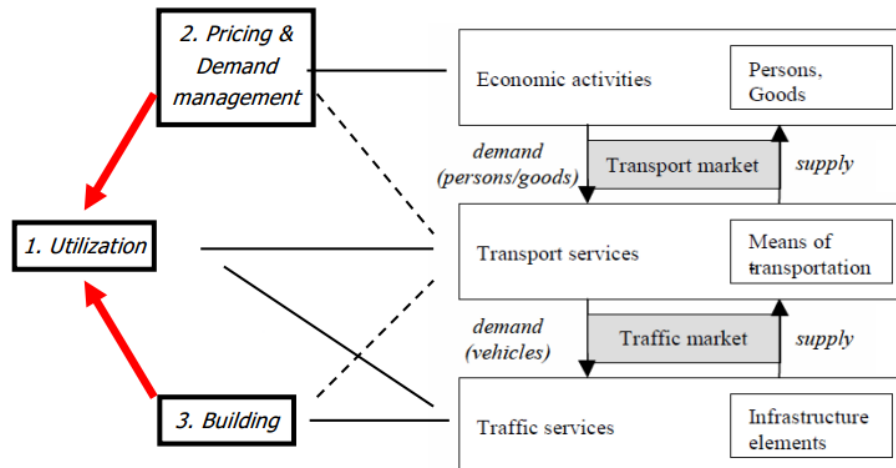 2. Pricing &
Demand
management
1. Utilization
3. Building
Economic activities
Persons,
Goods
demand
(persons/goods)
Transport market
supply
Transport services
Means of
transportation
demand
(vehicles)
Traffic market
supply
Traffic services
Infrastructure
elements